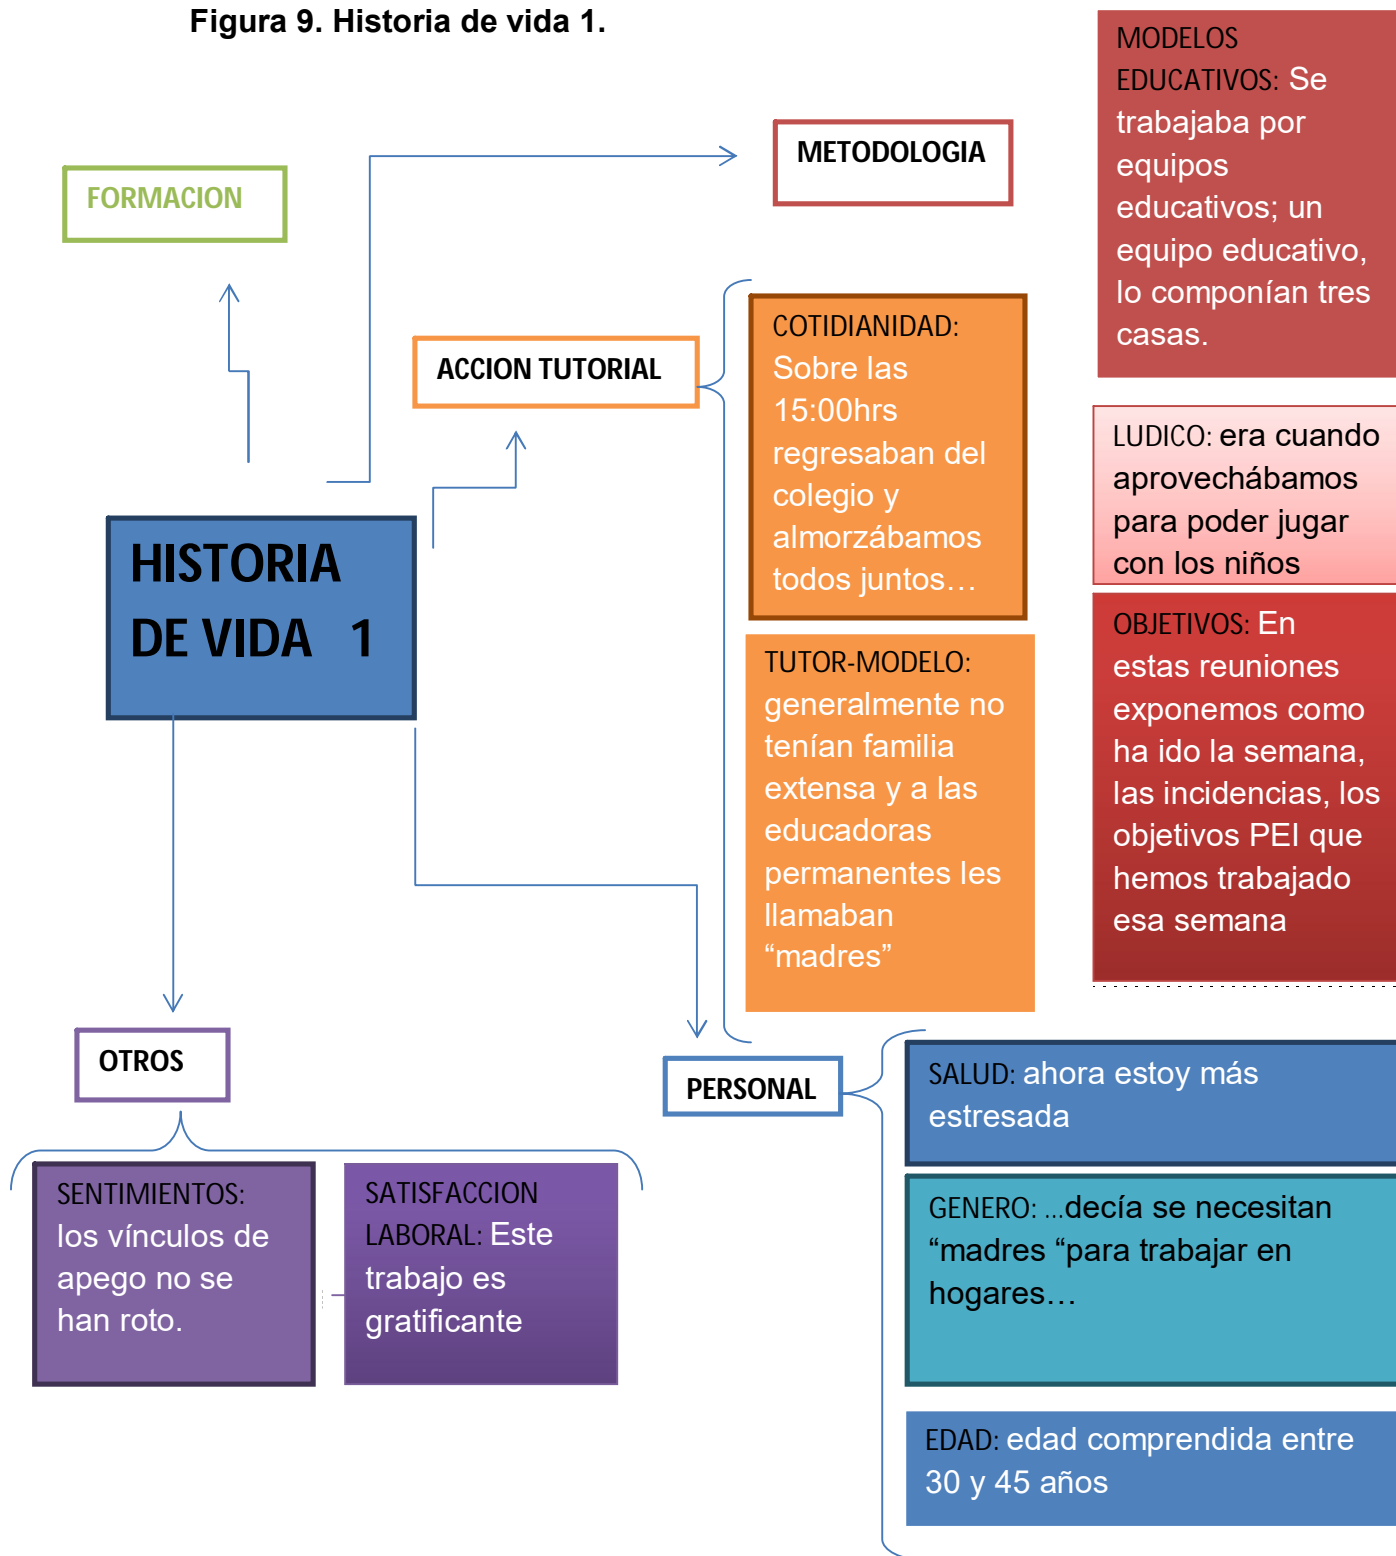 Figura 9. Historia de vida 1.
FORMACION
METODOLOGIA
MODELOS
EDUCATIVOS: Se
trabajaba por
equipos
educativos; un
equipo educativo,
lo componían tres
casas.
ACCION TUTORIAL
COTIDIANIDAD:
Sobre las
15:00hrs
regresaban del
colegio y
almorzábamos
todos juntos…
LUDICO: era cuando
aprovechábamos
para poder jugar
con los niños
HISTORIA
DE VIDA 1
TUTOR-MODELO:
generalmente no
tenían familia
extensa y a las
educadoras
permanentes les
llamaban
“madres”
OBJETIVOS: En
estas reuniones
exponemos como
ha ido la semana,
las incidencias, los
objetivos PEI que
hemos trabajado
esa semana
OTROS
PERSONAL
SALUD: ahora estoy más
estresada
SENTIMIENTOS:
los vínculos de
apego no se
han roto.
SATISFACCION
LABORAL: Este
trabajo es
gratificante
GENERO: ...decía se necesitan
“madres “para trabajar en
hogares…
EDAD: edad comprendida entre
30 y 45 años